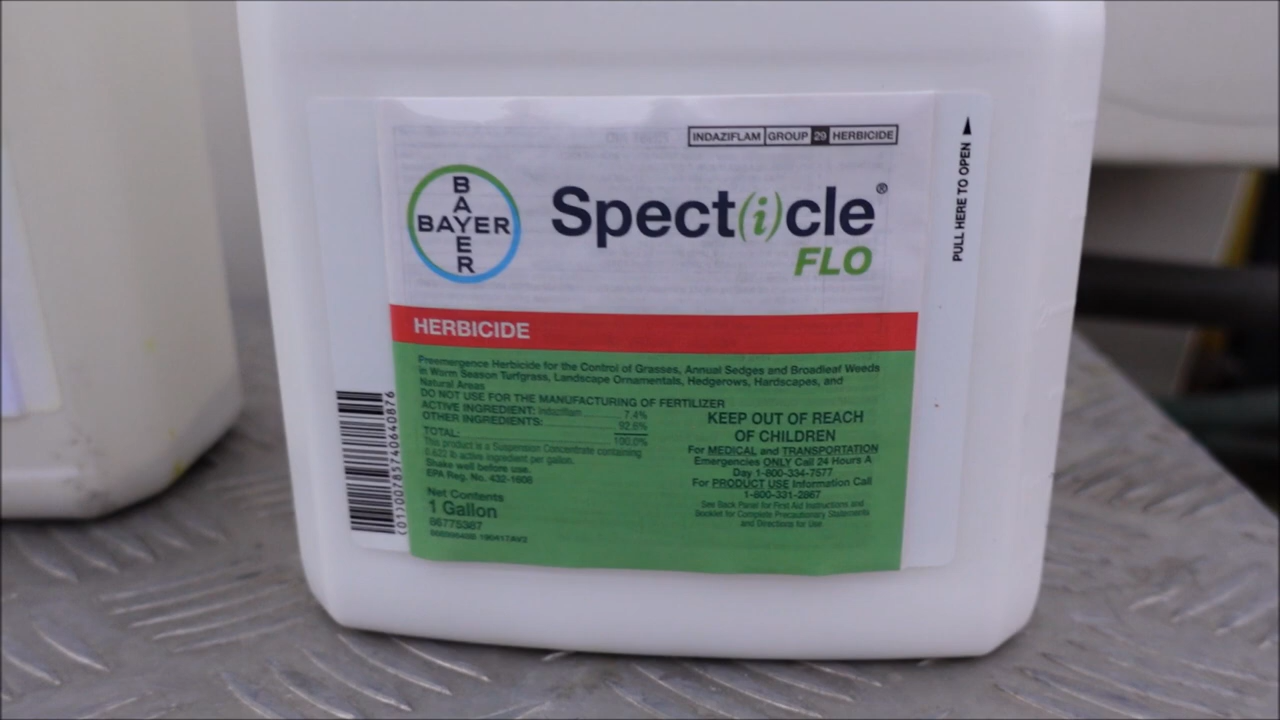 INDAZIFLAM GROUP 29 HERBICIDE
BAYER
BAYER
Spect(i)cle®
FLO
PULL HERE TO OPEN
HERBICIDE
Preemergence Herbicide for the Control of Grasses, Annual Sedges and Broadleaf Weeds
in Warm Season Turfgrass, Landscape Ornamentals, Hedgerows, Hardscapes, and
Natural Areas
DO NOT USE FOR THE MANUFACTURING OF FERTILIZER
ACTIVE INGREDIENT: Indaziflam 7.4%
OTHER INGREDIENTS: 92.6%
TOTAL: 100.0%
This product is a Suspension Concentrate containing
0.622 lb active ingredient per gallon.
Shake well before use.
EPA Reg. No. 432-1608
Net Contents
1 Gallon
86775387
KEEP OUT OF REACH
OF CHILDREN
For MEDICAL and TRANSPORTATION
Emergencies ONLY Call 24 Hours A
Day 1-800-334-7577
For PRODUCT USE Information Call
1-800-331-2867
See Back Panel for First Aid Instructions and
Booklet for Complete Precautionary Statements
and Directions for Use
(01)00785740640876